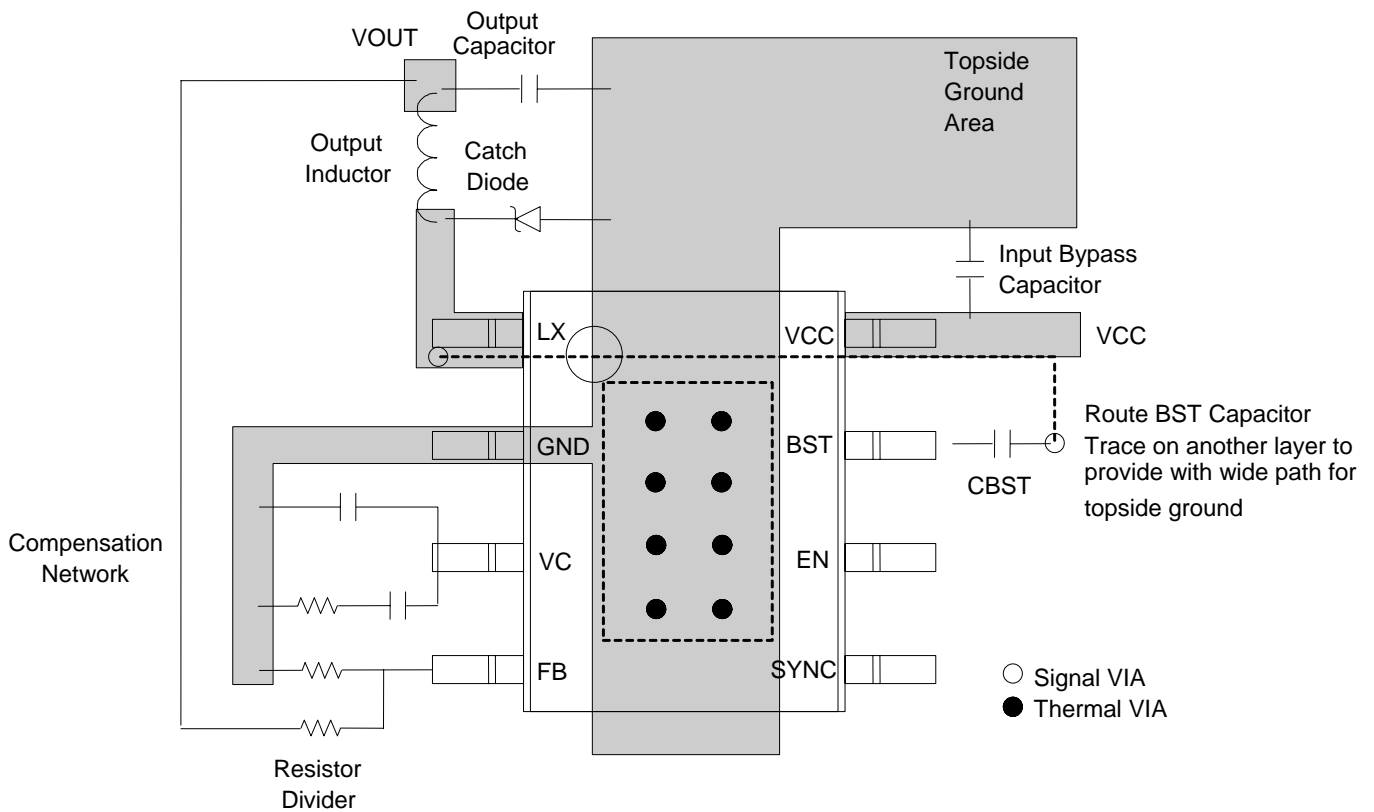 VOUT
Output
Capacitor
Topside
Ground
Area
Output
Inductor
Catch
Diode
Input Bypass
Capacitor
LX
VCC
VCC
GND
BST
CBST
Route BST Capacitor
Trace on another layer to
provide with wide path for
topside ground
Compensation
Network
VC
EN
FB
SYNC
Signal VIA
Thermal VIA
Resistor
Divider